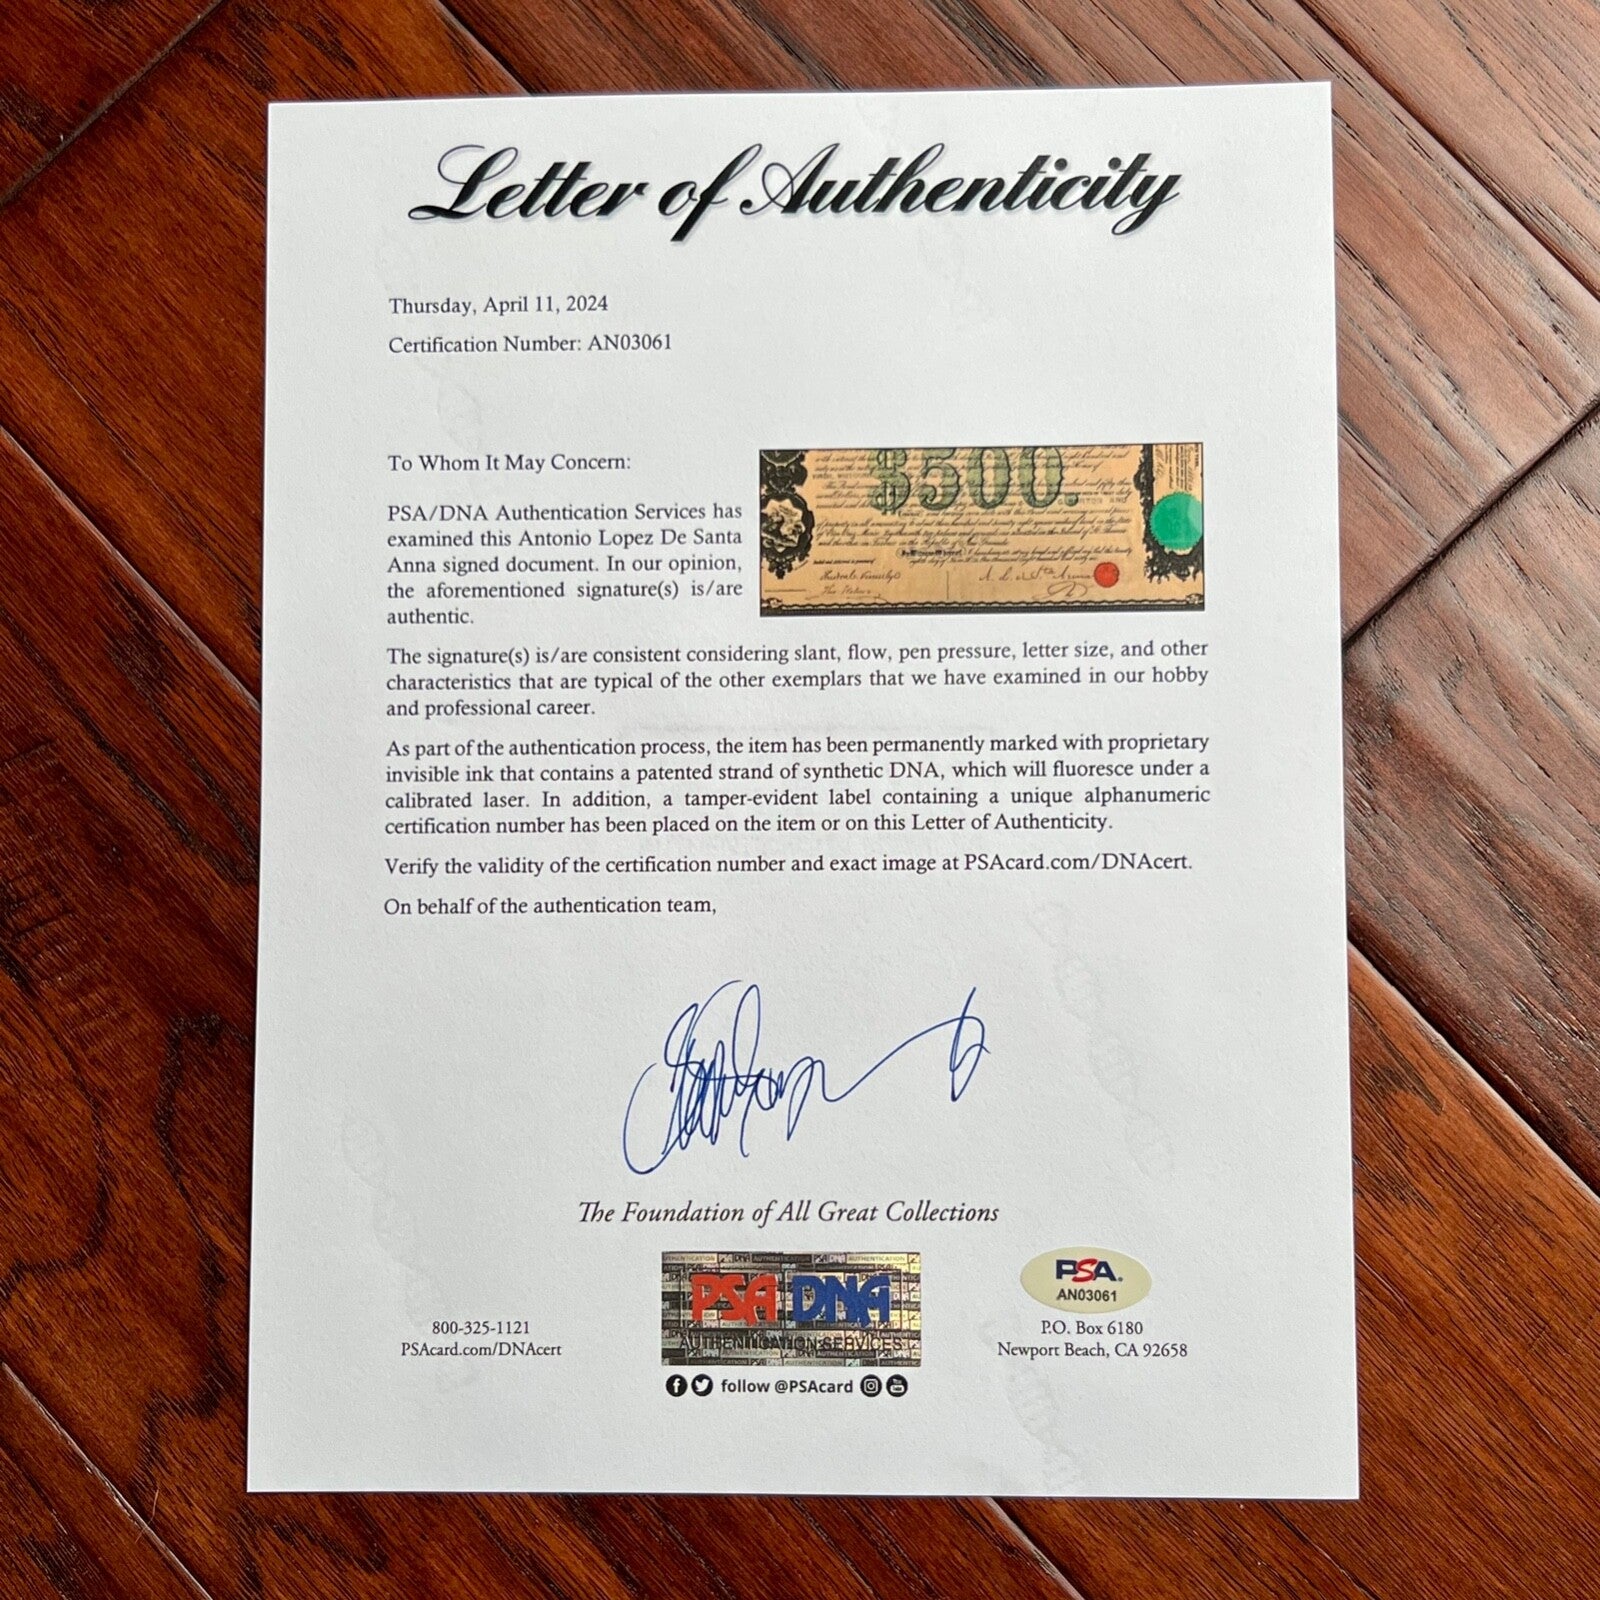 Letter of Authenticity
Thursday, April 11, 2024
Certification Number: AN03061
To Whom It May Concern:
PSA/DNA Authentication Services has
examined this Antonio Lopez De Santa
Anna signed document. In our opinion,
the aforementioned signature(s) is/are
authentic.
$500.
The signature(s) is/are consistent considering slant, flow, pen pressure, letter size, and other
characteristics that are typical of the other exemplars that we have examined in our hobby
and professional career.
As part of the authentication process, the item has been permanently marked with proprietary
invisible ink that contains a patented strand of synthetic DNA, which will fluoresce under a
calibrated laser. In addition, a tamper-evident label containing a unique alphanumeric
certification number has been placed on the item or on this Letter of Authenticity.
Verify the validity of the certification number and exact image at PSAcard.com/DNAcert.
On behalf of the authentication team,
The Foundation of All Great Collections
800-325-1121
PSAcard.com/DNAcert
PSA DNA
AUTHENTICATION SERVICES
follow @PSAcard
PSA.
AN03061
P.O. Box 6180
Newport Beach, CA 92658